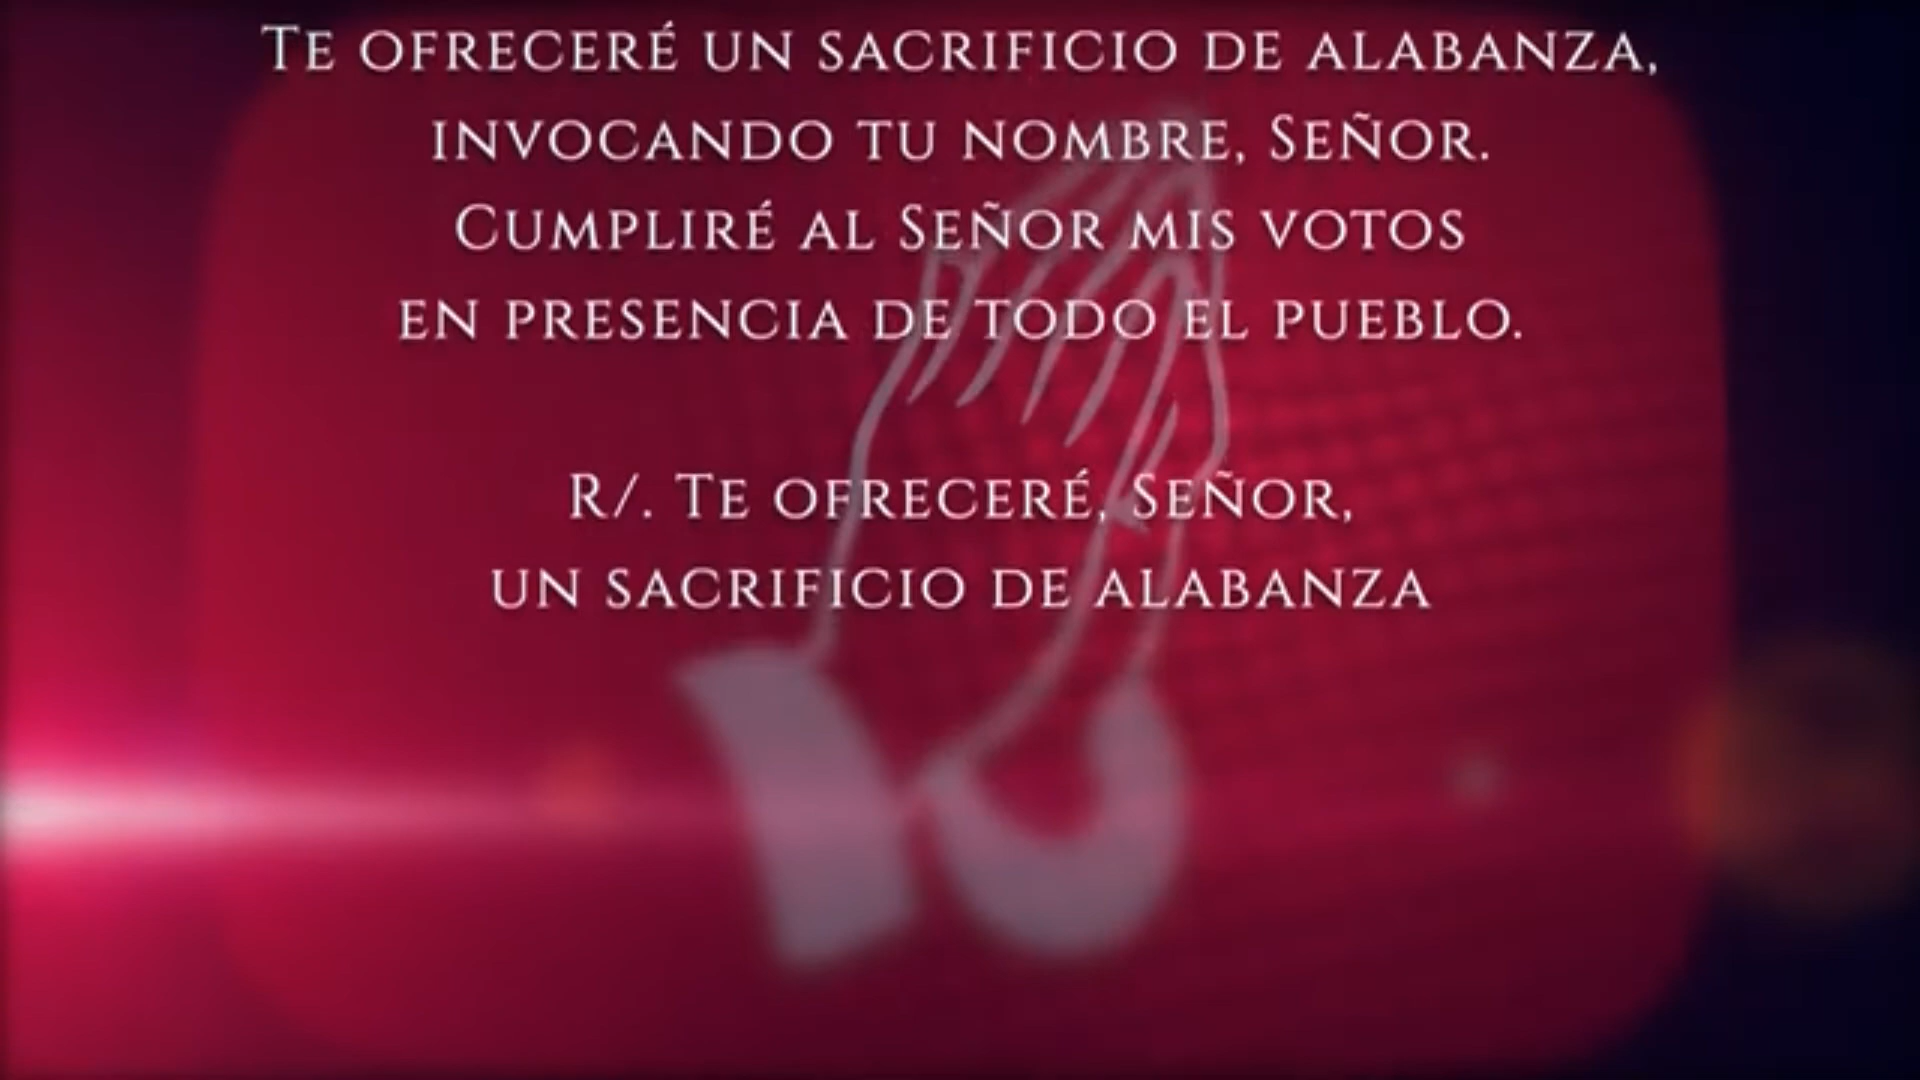 Te ofreceré un sacrificio de alabanza,
invocando tu nombre, Señor.
Cumpliré al Señor mis votos
en presencia de todo el pueblo.
R/. Te ofreceré, Señor,
un sacrificio de alabanza